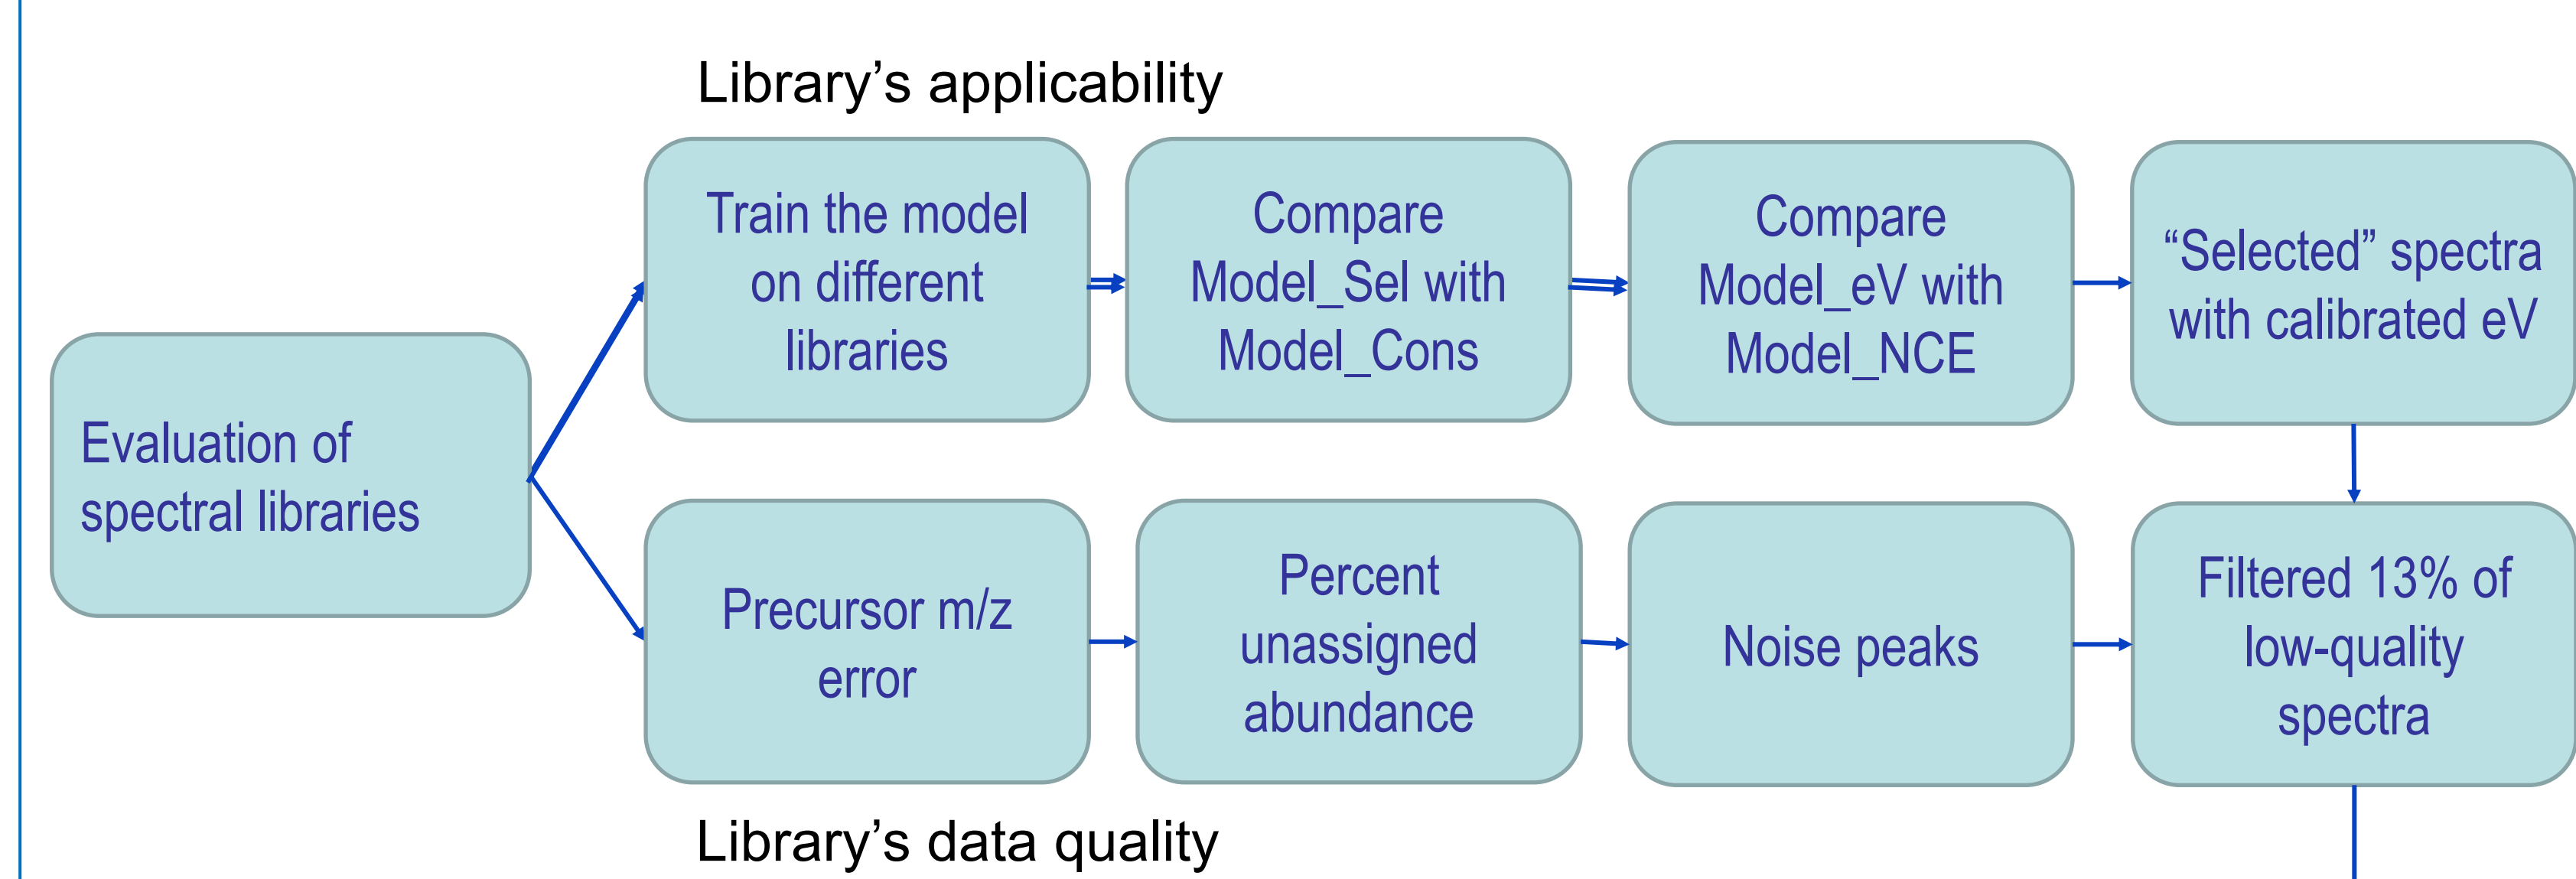 Library’s applicability
Train the model
on different
libraries
Compare
Model_Sel with
Model_Cons
Compare
Model_eV with
Model_NCE
“Selected” spectra
with calibrated eV
Evaluation of
spectral libraries
Precursor m/z
error
Percent
unassigned
abundance
Noise peaks
Filtered 13% of
low-quality
spectra
Library’s data quality